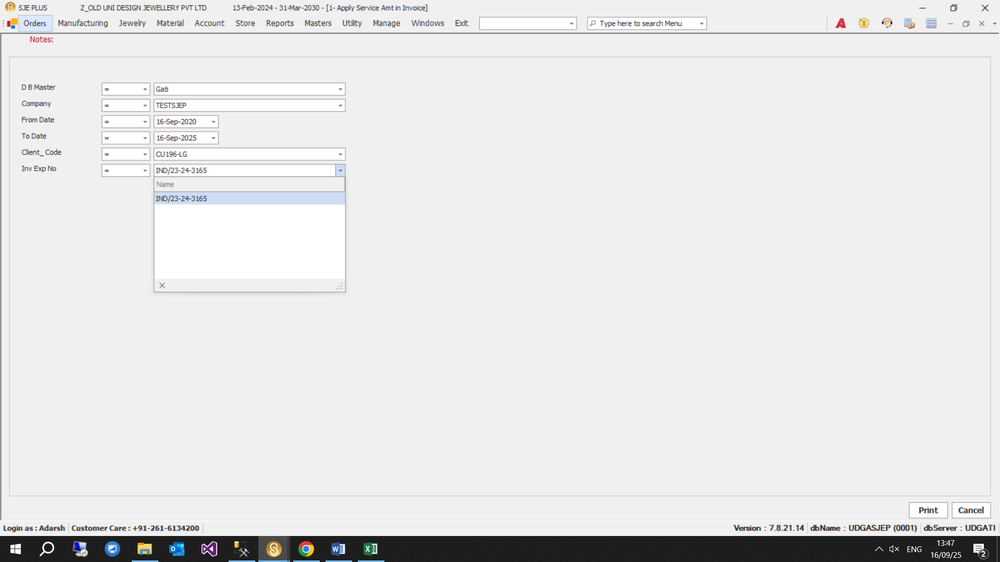 SJE PLUS Z_OLD UNI DESIGN JEWELLERY PVT LTD 13-Feb-2024 - 31-Mar-2030 - [1- Apply Service Amt in Invoice]
Orders Manufacturing Jewelry Material Account Store Reports Masters Utility Manage Windows Exit Type here to search Menu
Notes:
D B Master = Gati
Company = TESTSJEP
From Date = 16-Sep-2020
To Date = 16-Sep-2025
Client_ Code = CU196-LG
Inv Exp No = IND/23-24-3165
Name
IND/23-24-3165
Print Cancel
Login as : Adarsh Customer Care : +91-261-6134200 Version : 7.8.21.14 dbName : UDGASJEP (0001) dbServer : UDGATI
ENG 13:47
16/09/25 2